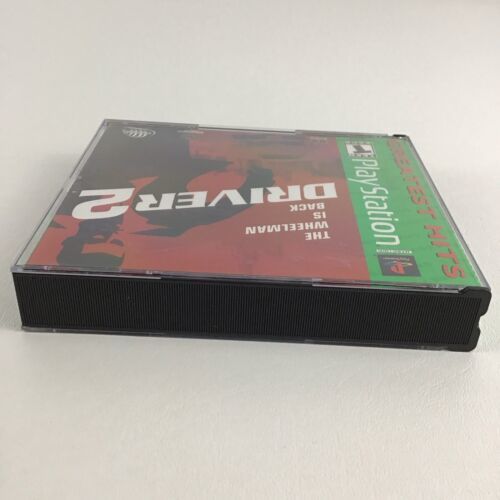 GREATEST HITS
PlayStation
DRIVER 2
THE
WHEELMAN
IS
BACK